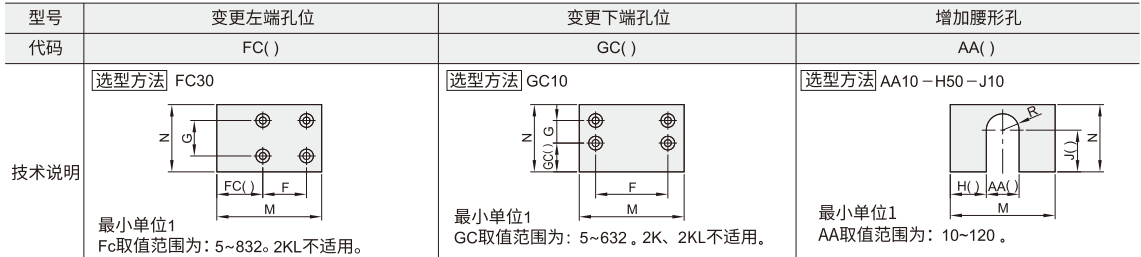 型号 变更左端孔位 变更下端孔位 增加腰形孔
代码 FC( ) GC( ) AA( )
技术说明
选型方法 FC30
N
G
FC( )
F
M
最小单位1
Fc取值范围为：5~832。2KL不适用。
选型方法 GC10
N
G
GC( )
F
M
最小单位1
GC取值范围为：5~632 。2K、2KL不适用。
选型方法 AA10－H50－J10
R
N
J( )
H( )
AA( )
M
最小单位1
AA取值范围为：10~120 。